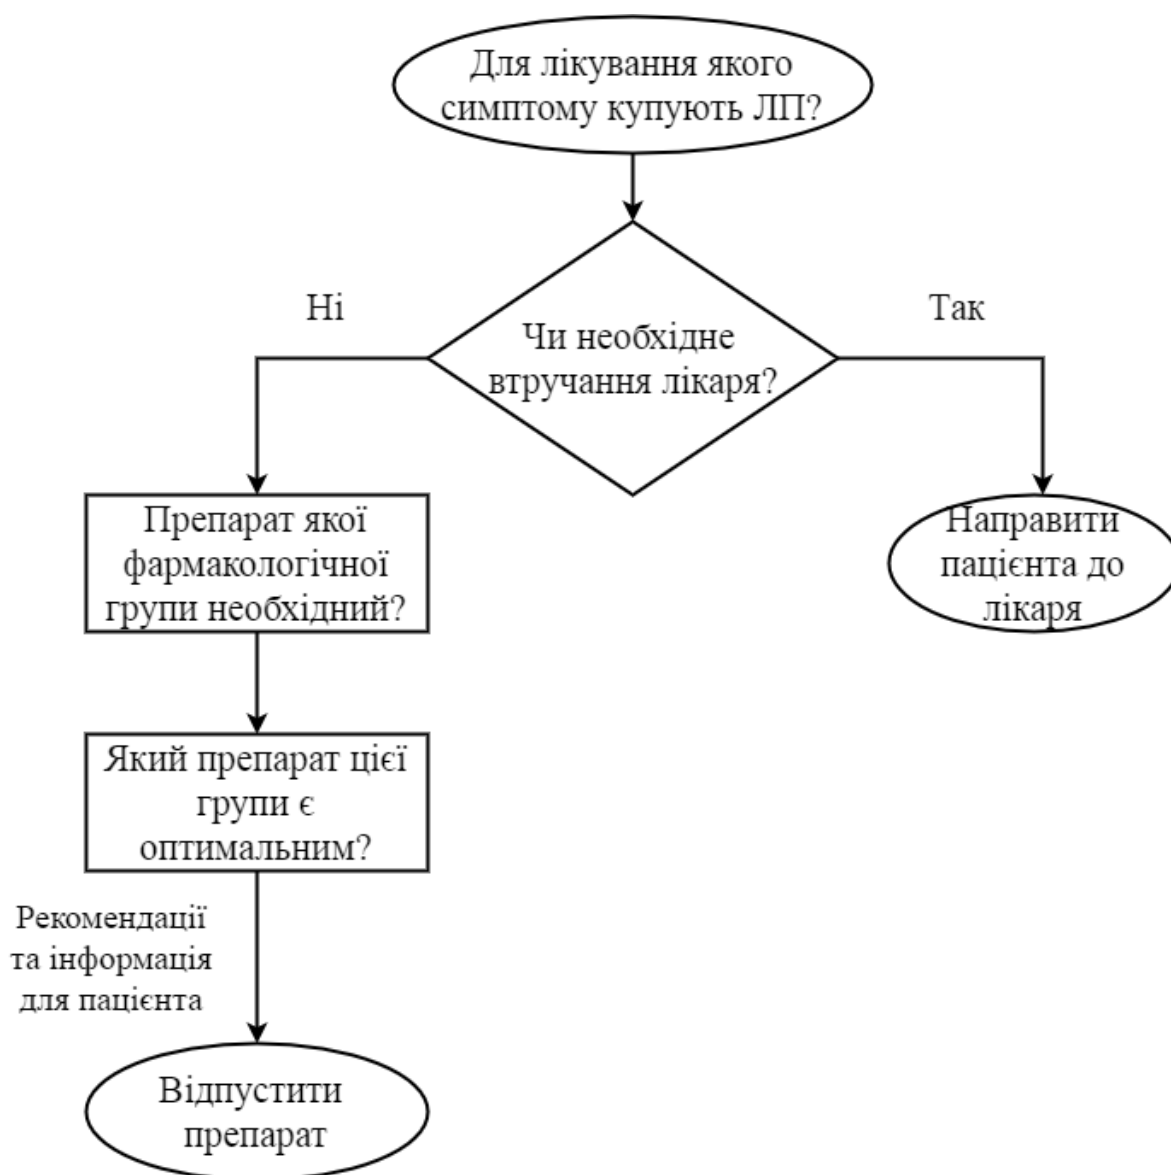 Для лікування якого
симптому купують ЛП?
Ні
Так
Чи необхідне
втручання лікаря?
Препарат якої
фармакологічної
групи необхідний?
Направити
пацієнта до
лікаря
Який препарат цієї
групи є
оптимальним?
Рекомендації
та інформація
для пацієнта
Відпустити
препарат